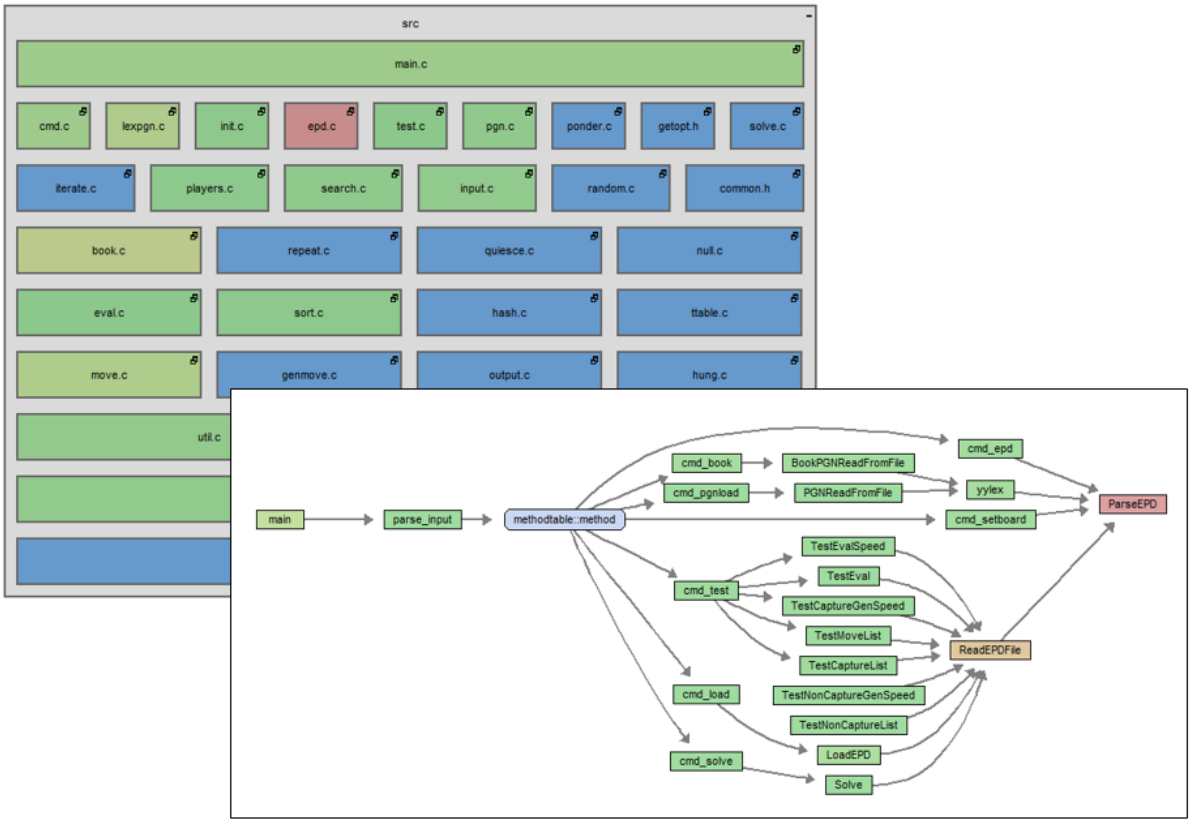 src
main.c
cmd.c
lexpgn.c
init.c
epd.c
test.c
pgn.c
ponder.c
getopt.h
solve.c
iterate.c
players.c
search.c
input.c
random.c
common.h
book.c
repeat.c
quiesce.c
null.c
eval.c
sort.c
hash.c
ttable.c
move.c
genmove.c
output.c
hung.c
util.c
main
parse_input
methodtable::method
cmd_book
cmd_pgnload
BookPGNReadFromFile
PGNReadFromFile
cmd_epd
yylex
cmd_setboard
ParseEPD
cmd_test
TestEvalSpeed
TestEval
TestCaptureGenSpeed
TestMoveList
TestCaptureList
ReadEPDFile
cmd_load
TestNonCaptureGenSpeed
TestNonCaptureList
LoadEPD
cmd_solve
Solve